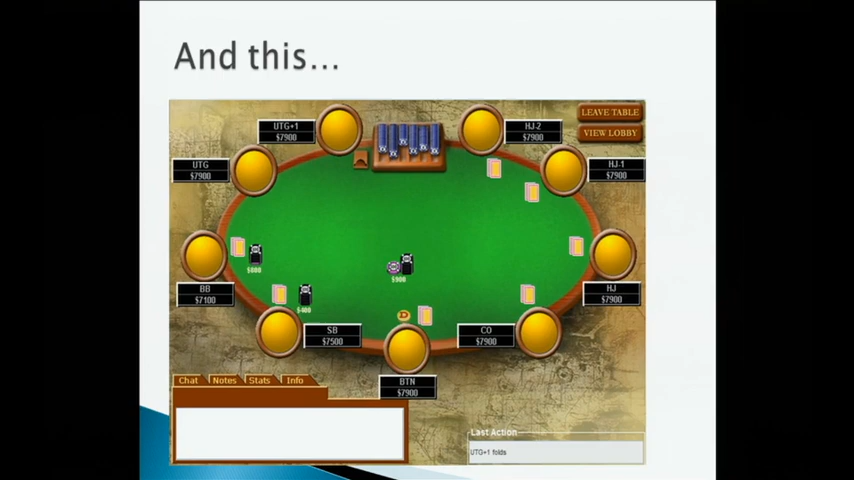 And this...
LEAVE TABLE
VIEW LOBBY
UTG+1
$7900
HJ-2
$7900
UTG
$7900
HJ-1
$7900
$800
$900
BB
$7100
$400
HJ
$7900
D
SB
$7500
CO
$7900
BTN
$7900
Chat Notes Stats Info
Last Action
UTG+1 folds